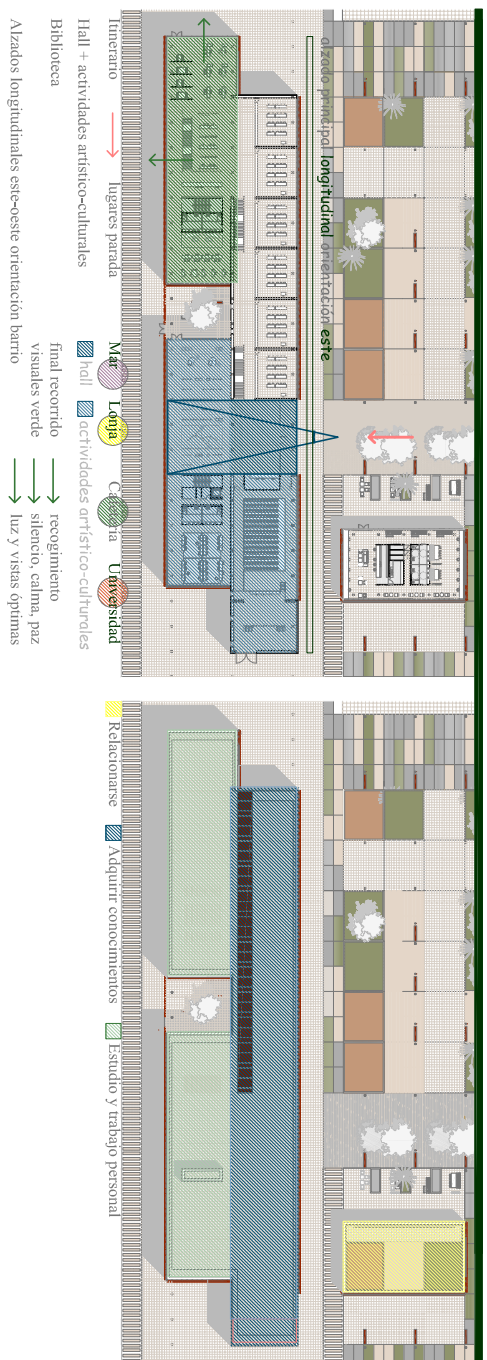 alzado principal longitudinal orientación este
Itinerario
lugares parada
Mar
Lonja
Cafetería
Universidad
Hall + actividades artístico-culturales
hall
actividades artístico-culturales
Biblioteca
final recorrido
visuales verde
recogimiento
silencio, calma, paz
Alzados longitudinales este-oeste orientación barrio
luz y vistas óptimas
Relacionarse
Adquirir conocimientos
Estudio y trabajo personal